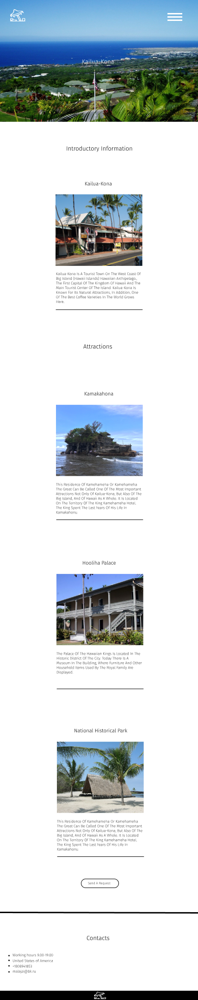 Kailua-Kona
Introductory Information
Kailua-Kona
Kailua-Kona Is A Tourist Town On The West Coast Of
Big Island (Hawaii Islands) Hawaiian Archipelago.,
The First Capital Of The Kingdom Of Hawaii And The
Main Tourist Center Of The Island. Kailua-Kona Is
Known For Its Natural Attractions, In Addition, One
Of The Best Coffee Varieties In The World Grows
Here.
Attractions
Kamakahona
This Residence Of Kamehameha Or Kamehameha
The Great Can Be Called One Of The Most Important
Attractions Not Only Of Kailua-Kona, But Also Of The
Big Island, And Of Hawaii As A Whole. It Is Located
On The Territory Of The King Kamehameha Hotel.
The King Spent The Last Years Of His Life In
Kamakahonu.
Hooliha Palace
The Palace Of The Hawaiian Kings Is Located In The
Historic District Of The City. Today There Is A
Museum In The Building, Where Furniture And Other
Household Items Used By The Royal Family Are
Displayed.
National Historical Park
This Residence Of Kamehameha Or Kamehameha
The Great Can Be Called One Of The Most Important
Attractions Not Only Of Kailua-Kona, But Also Of The
Big Island, And Of Hawaii As A Whole. It Is Located
On The Territory Of The King Kamehameha Hotel.
The King Spent The Last Years Of His Life In
Kamakahonu.
Send A Request
Contacts
Working hours 9.00-19.00
United States of America
+1808941853
malajzi@bk.ru